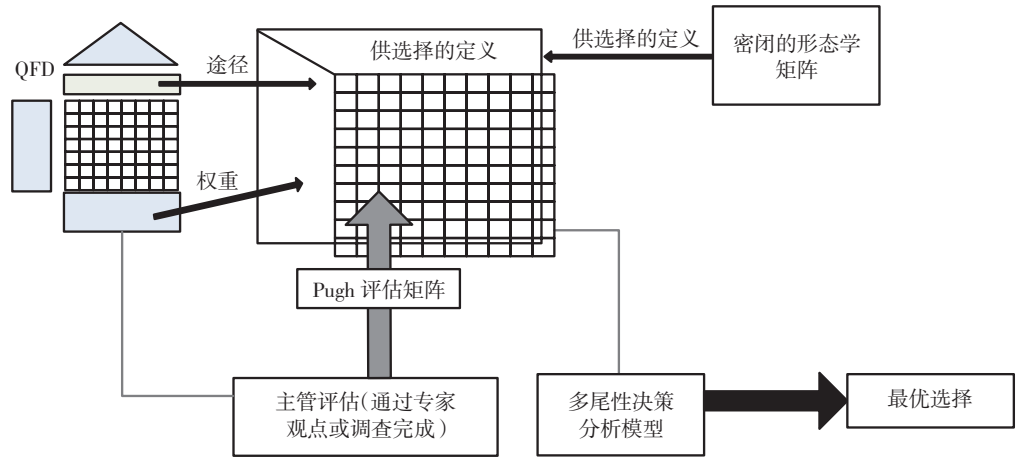 QFD
途径
权重
供选择的定义
供选择的定义
密闭的形态学
矩阵
Pugh 评估矩阵
主管评估(通过专家
观点或调查完成)
多尾性决策
分析模型
最优选择